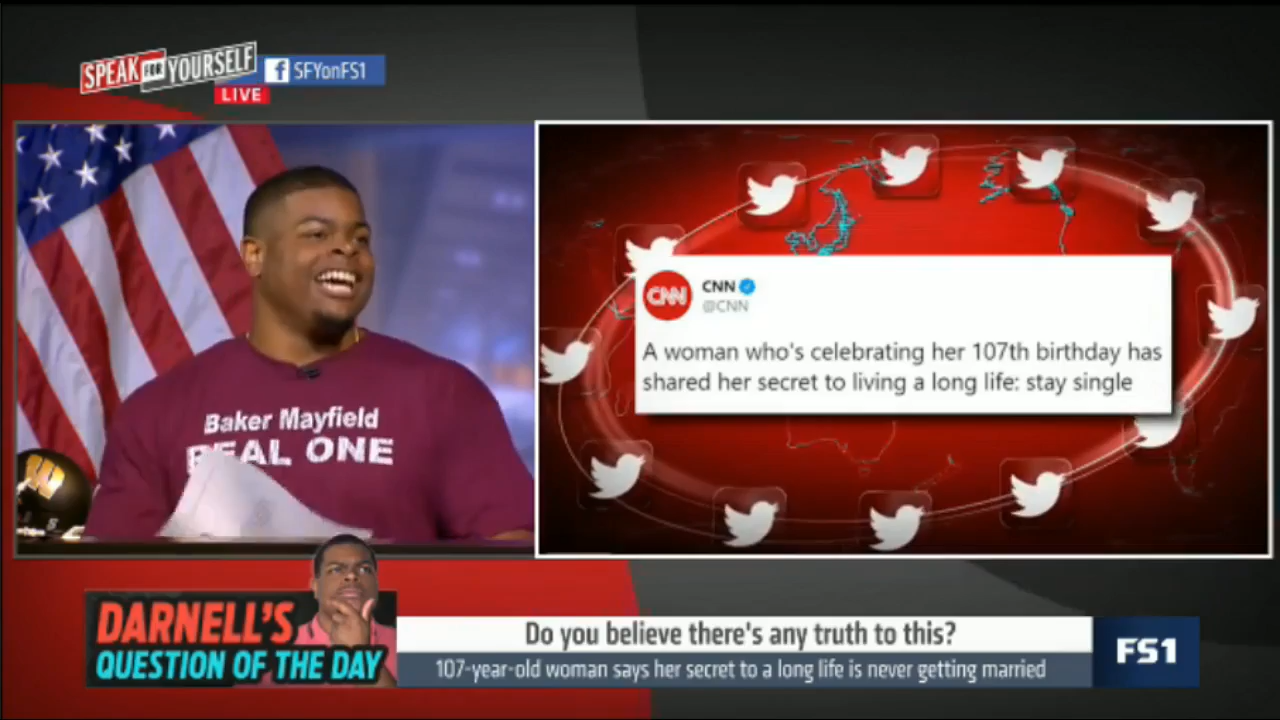 SPEAK FOR YOURSELF
SFYonFS1
LIVE
CNN
CNN
@CNN
A woman who's celebrating her 107th birthday has
shared her secret to living a long life: stay single
Baker Mayfield
REAL ONE
W
DARNELL'S
QUESTION OF THE DAY
Do you believe there's any truth to this?
107-year-old woman says her secret to a long life is never getting married
FS1